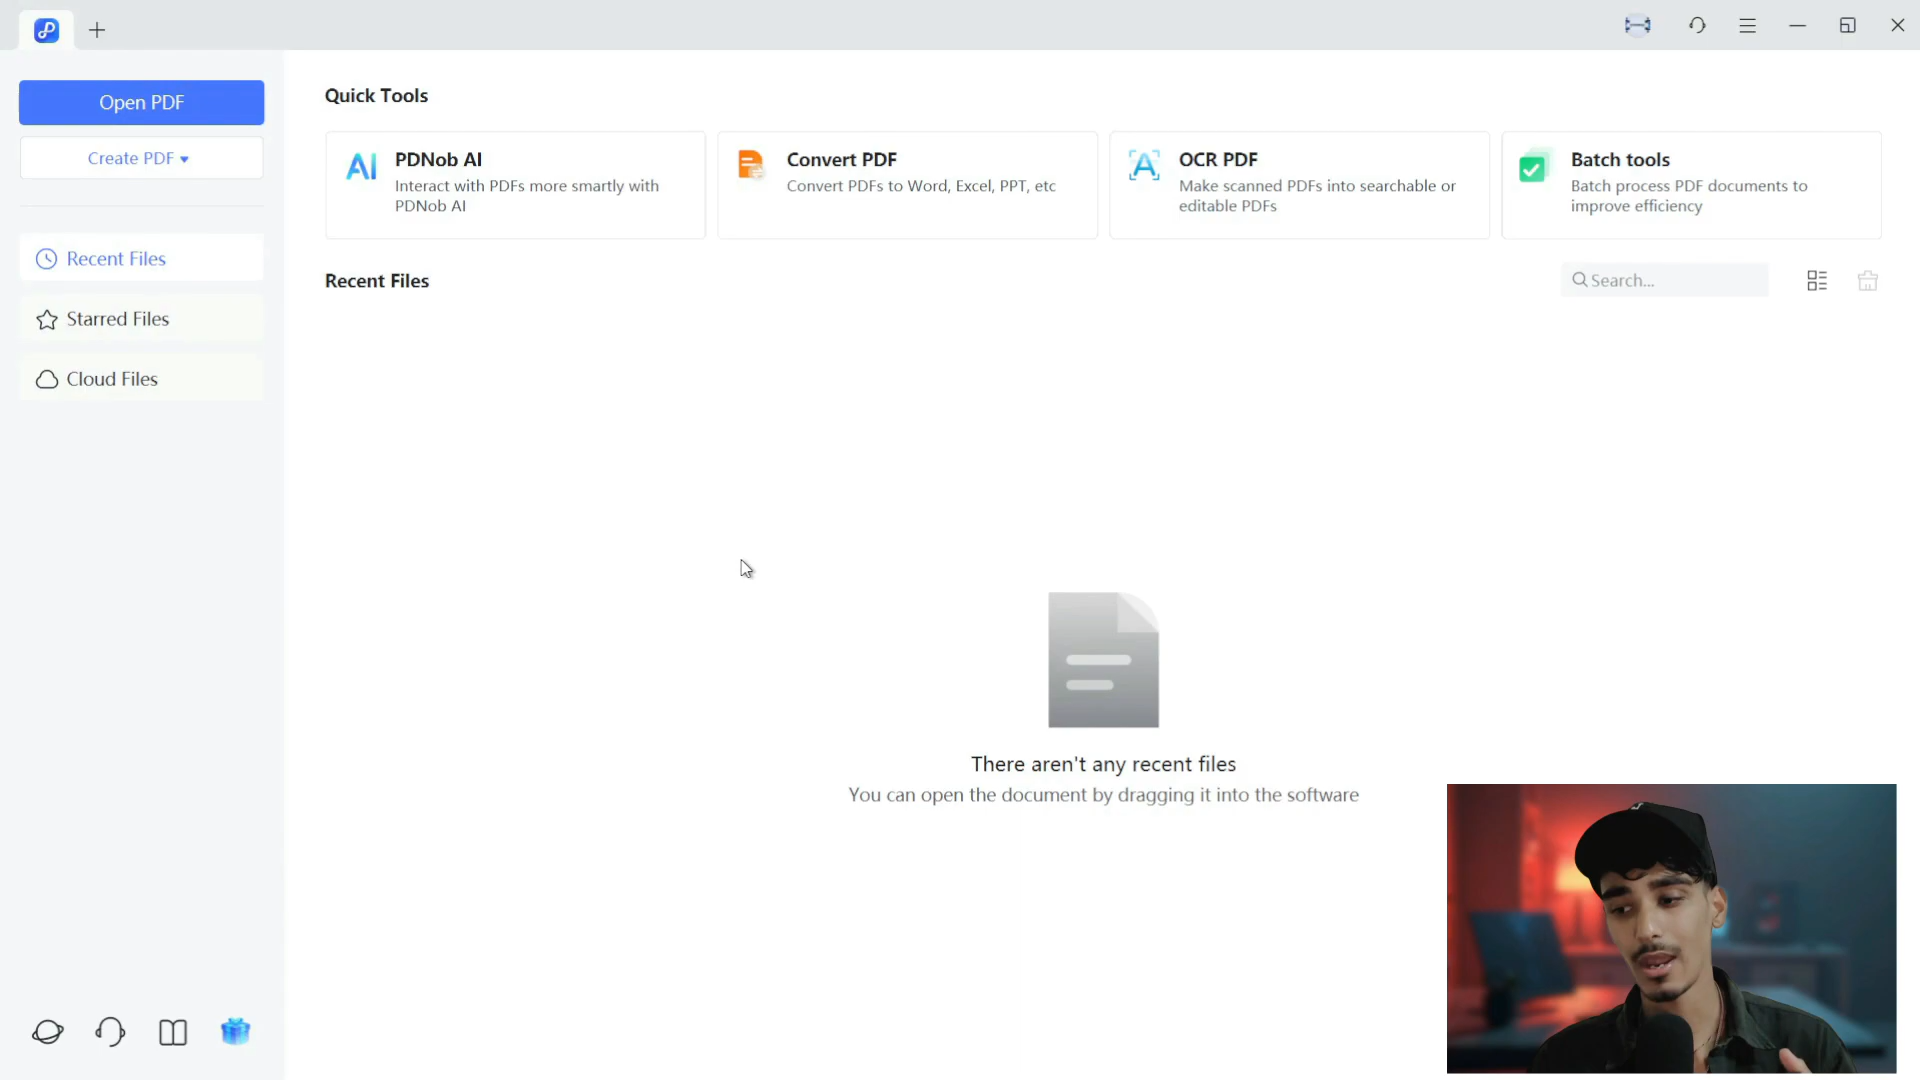 Open PDF
Create PDF
Recent Files
Starred Files
Cloud Files
Quick Tools
PDNob AI
Interact with PDFs more smartly with
PDNob AI
Convert PDF
Convert PDFs to Word, Excel, PPT, etc
OCR PDF
Make scanned PDFs into searchable or
editable PDFs
Batch tools
Batch process PDF documents to
improve efficiency
Recent Files
Search...
There aren't any recent files
You can open the document by dragging it into the software